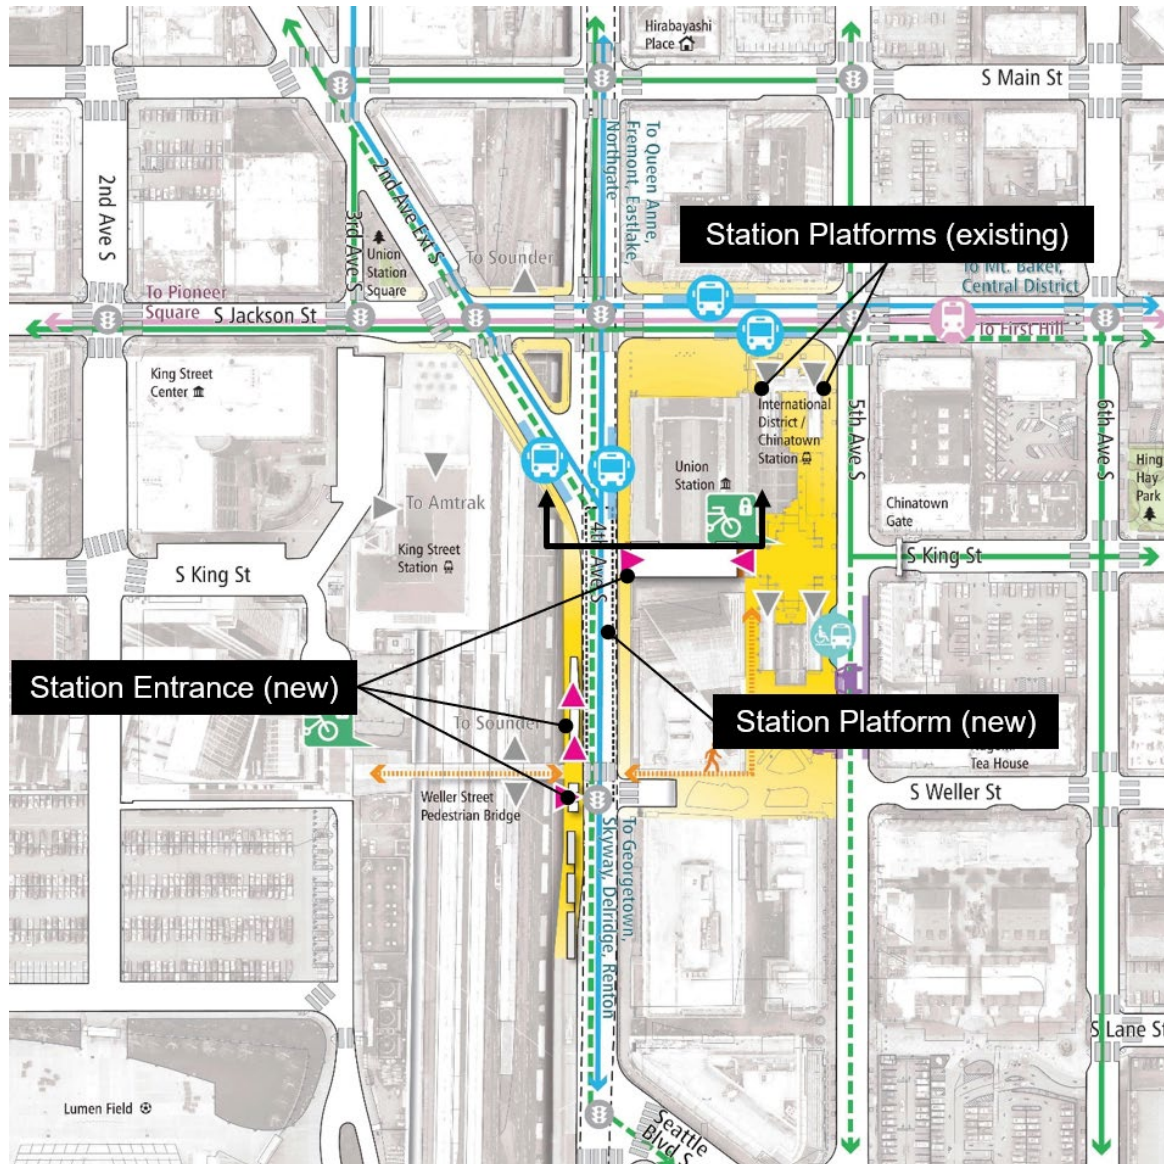 Hirabayashi
Place
S Main St
2nd Ave S
3rd Ave S
2nd Ave Ext S
To Queen Anne,
Fremont, Eastlake,
Northgate
Station Platforms (existing)
To Mt. Baker,
Central District
Union
Station
Square
To Sounder
To Pioneer
Square
S Jackson St
To First Hill
King Street
Center
International
District /
Chinatown
Station
5th Ave S
6th Ave S
Union
Station
Hing
Hay
Park
Chinatown
Gate
To Amtrak
King Street
Station
4th Ave S
S King St
S King St
Station Entrance (new)
Station Platform (new)
To Sounder
Tea House
Weller Street
Pedestrian Bridge
S Weller St
To Georgetown,
Skyway, Delridge, Renton
S Lane St
Lumen Field
Seattle
Blvd S